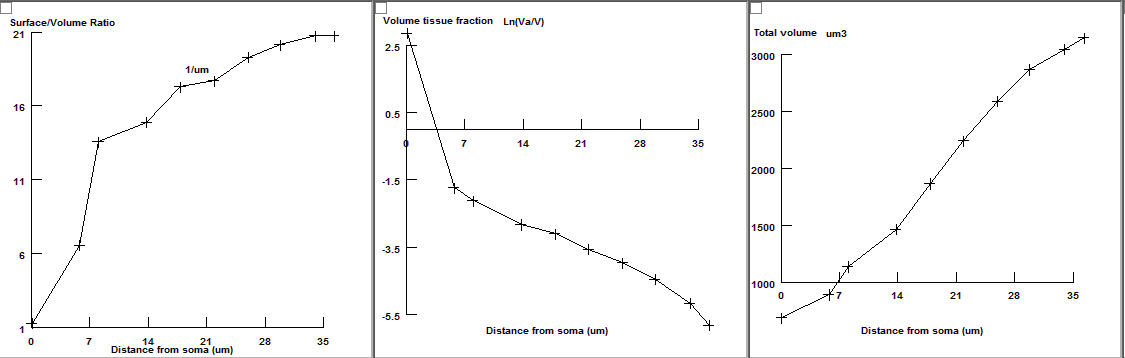 Surface/Volume Ratio
21
1/um
16
11
6
1
0 7 14 21 28 35
Distance from soma (um)
Volume tissue fraction Ln(Va/V)
2.5
0.5
0 7 14 21 28 35
-1.5
-3.5
-5.5
Distance from soma (um)
Total volume um3
3000
2500
2000
1500
1000
0 7 14 21 28 35
Distance from soma (um)